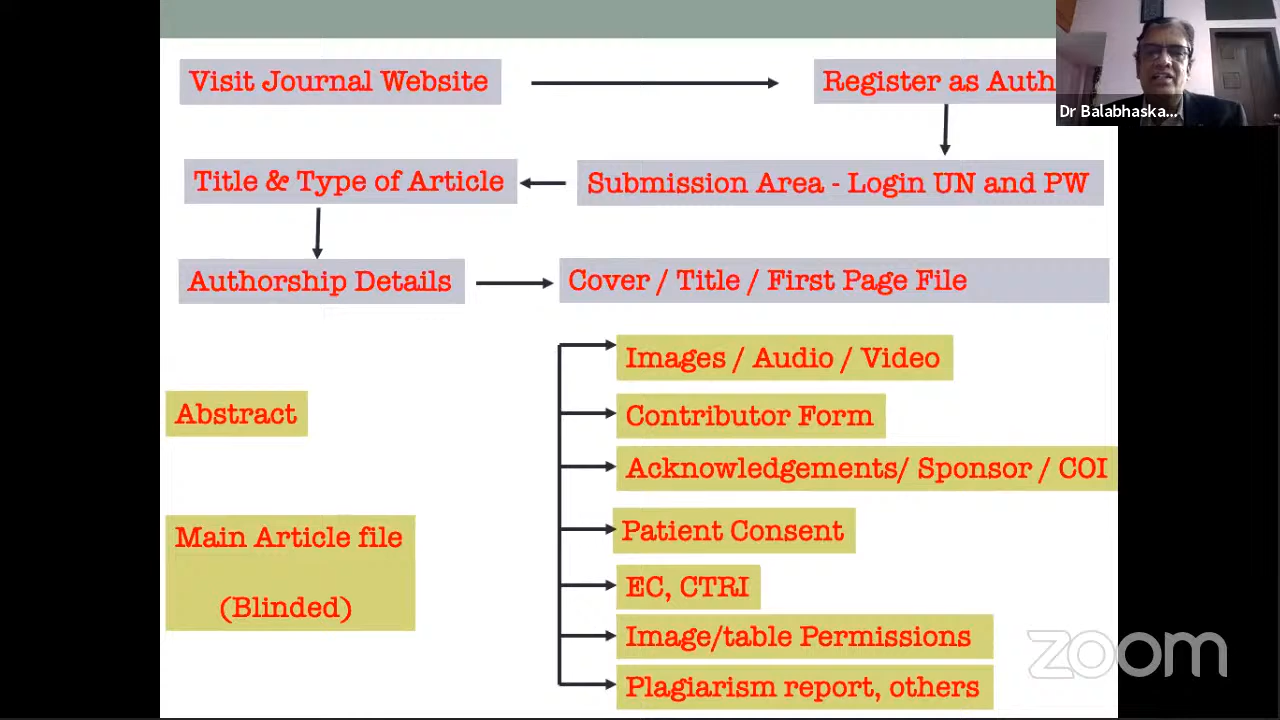 Visit Journal Website
Register as Auth
Dr Balabhaska...
Title & Type of Article
Submission Area - Login UN and PW
Authorship Details
Cover / Title / First Page File
Images / Audio / Video
Abstract
Contributor Form
Acknowledgements/ Sponsor / COI
Patient Consent
Main Article file
(Blinded)
EC, CTRI
Image/table Permissions
Plagiarism report, others
zoom